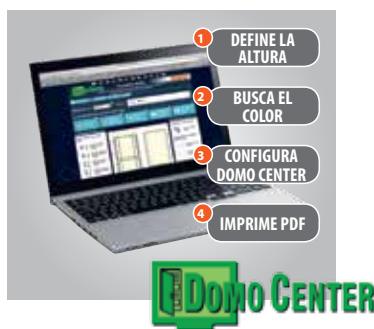 1 DEFINE LA
ALTURA
2 BUSCA EL
COLOR
3 CONFIGURA
DOMO CENTER
4 IMPRIME PDF
DOMO CENTER